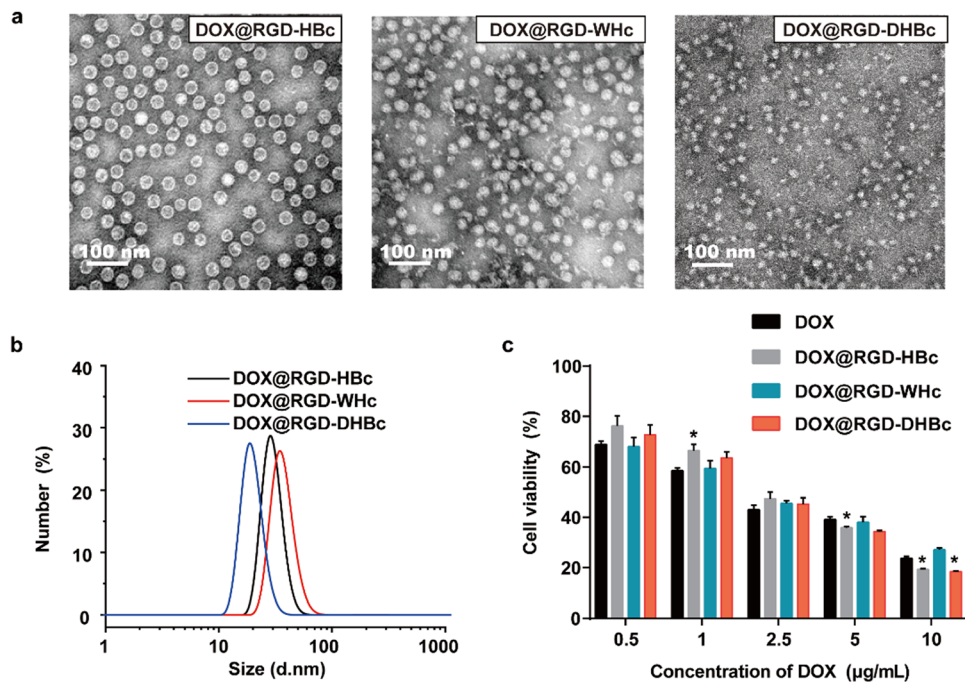 a
DOX@RGD-HBc
DOX@RGD-WHc
DOX@RGD-DHBc
100 nm
100 nm
100 nm
b
40
30
20
10
0
Number (%)
DOX@RGD-HBc
DOX@RGD-WHc
DOX@RGD-DHBc
1
10
100
1000
Size (d.nm)
c
DOX
DOX@RGD-HBc
DOX@RGD-WHc
DOX@RGD-DHBc
100
80
60
40
20
0
Cell viability (%)
*
*
*
*
0.5
1
2.5
5
10
Concentration of DOX (μg/mL)